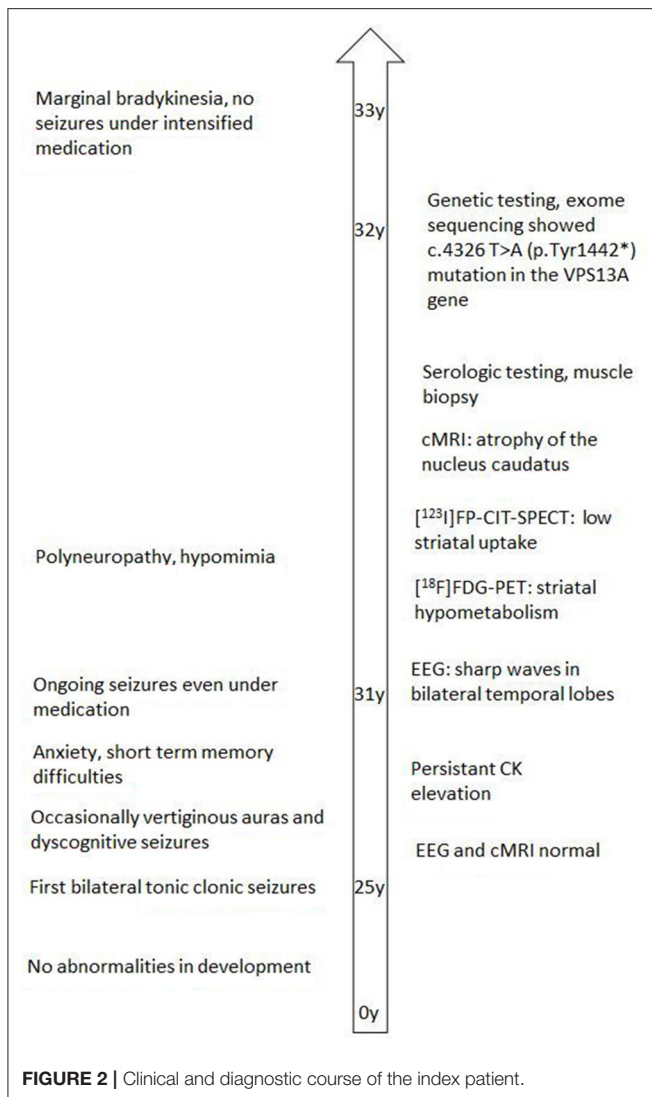 Marginal bradykinesia, no
seizures under intensified
medication
33y
32y
Genetic testing, exome
sequencing showed
c.4326 T>A (p.Tyr1442*)
mutation in the VPS13A
gene
Serologic testing, muscle
biopsy
cMRI: atrophy of the
nucleus caudatus
[¹²³I]FP-CIT-SPECT: low
striatal uptake
Polyneuropathy, hypomimia
[¹⁸F]FDG-PET: striatal
hypometabolism
Ongoing seizures even under
medication
31y
EEG: sharp waves in
bilateral temporal lobes
Anxiety, short term memory
difficulties
Persistant CK
elevation
Occasionally vertiginous auras and
dyscognitive seizures
EEG and cMRI normal
First bilateral tonic clonic seizures
25y
No abnormalities in development
0y
FIGURE 2 | Clinical and diagnostic course of the index patient.